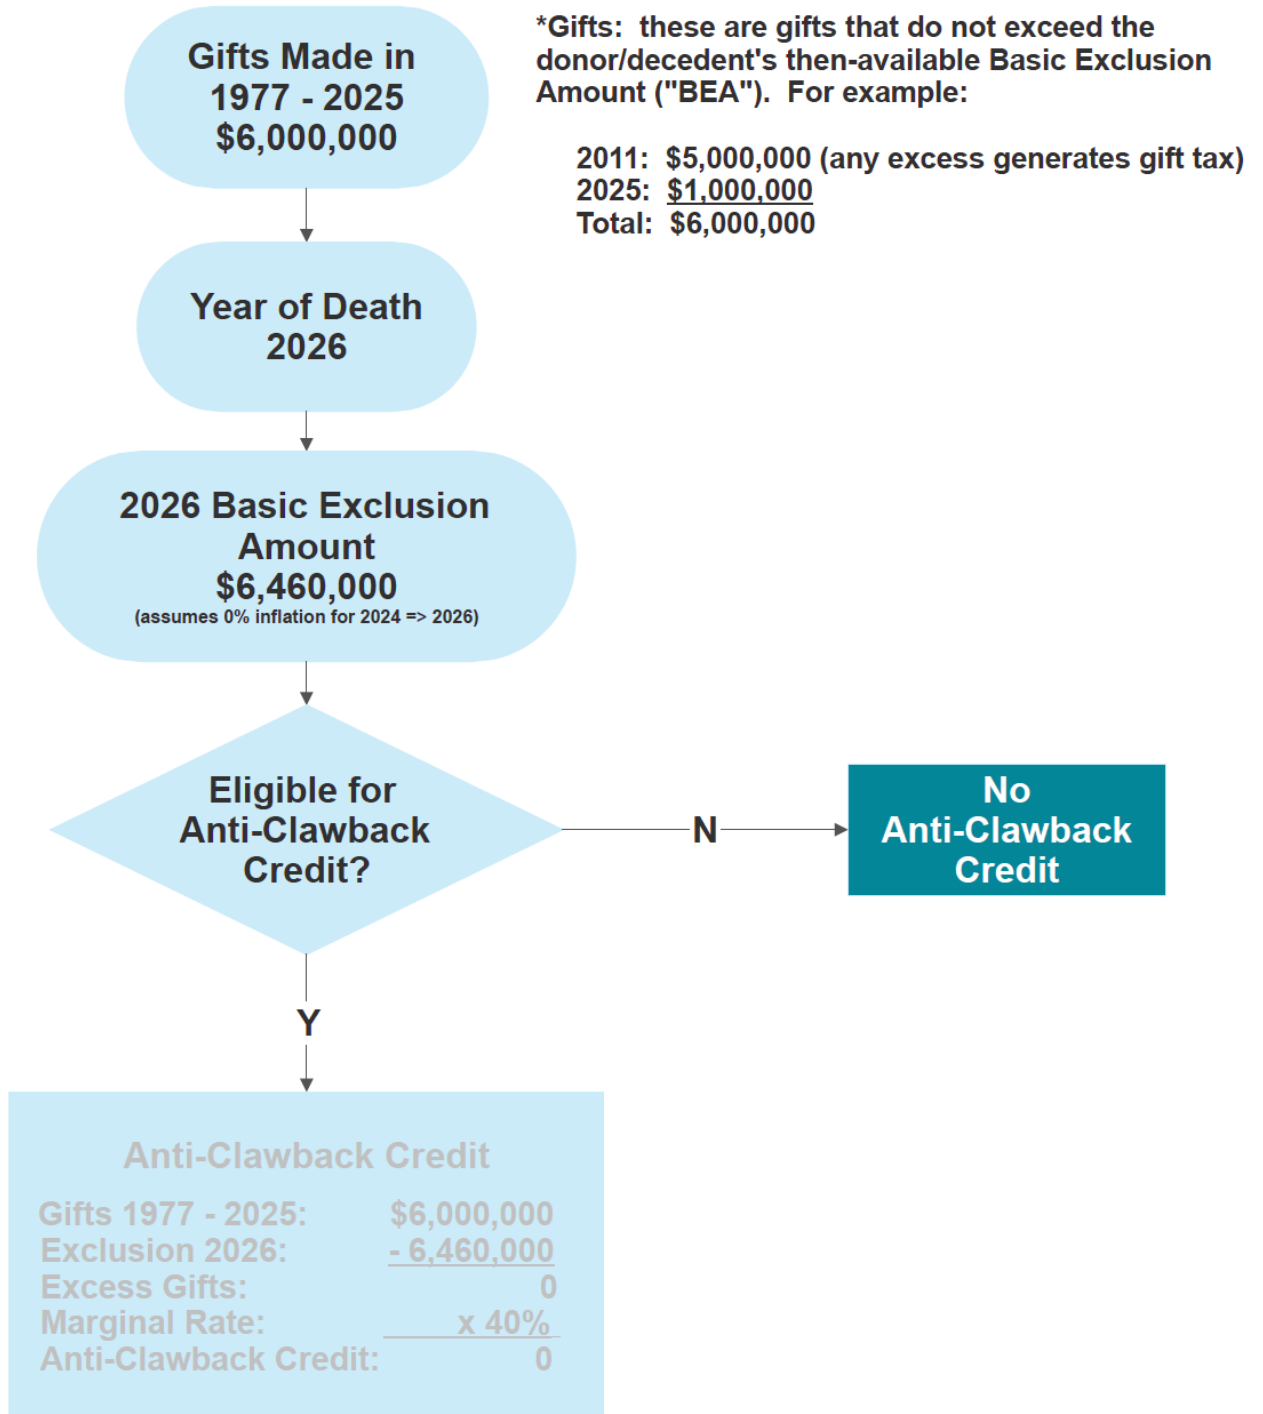 Gifts Made in
1977 - 2025
$6,000,000
*Gifts: these are gifts that do not exceed the
donor/decedent's then-available Basic Exclusion
Amount ("BEA"). For example:
2011: $5,000,000 (any excess generates gift tax)
2025: $1,000,000
Total: $6,000,000
Year of Death
2026
2026 Basic Exclusion
Amount
$6,460,000
(assumes 0% inflation for 2024 => 2026)
Eligible for
Anti-Clawback
Credit?
N
No
Anti-Clawback
Credit
Y
Anti-Clawback Credit
Gifts 1977 - 2025: $6,000,000
Exclusion 2026: - 6,460,000
Excess Gifts: 0
Marginal Rate: x 40%
Anti-Clawback Credit: 0